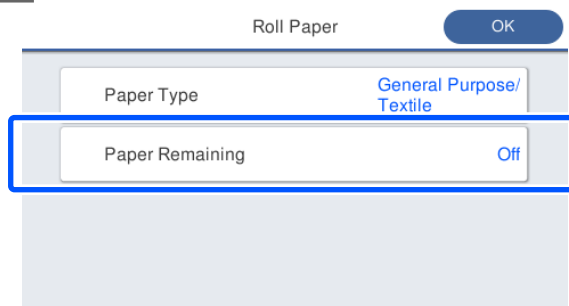 Roll Paper
OK
Paper Type
General Purpose/
Textile
Paper Remaining
Off